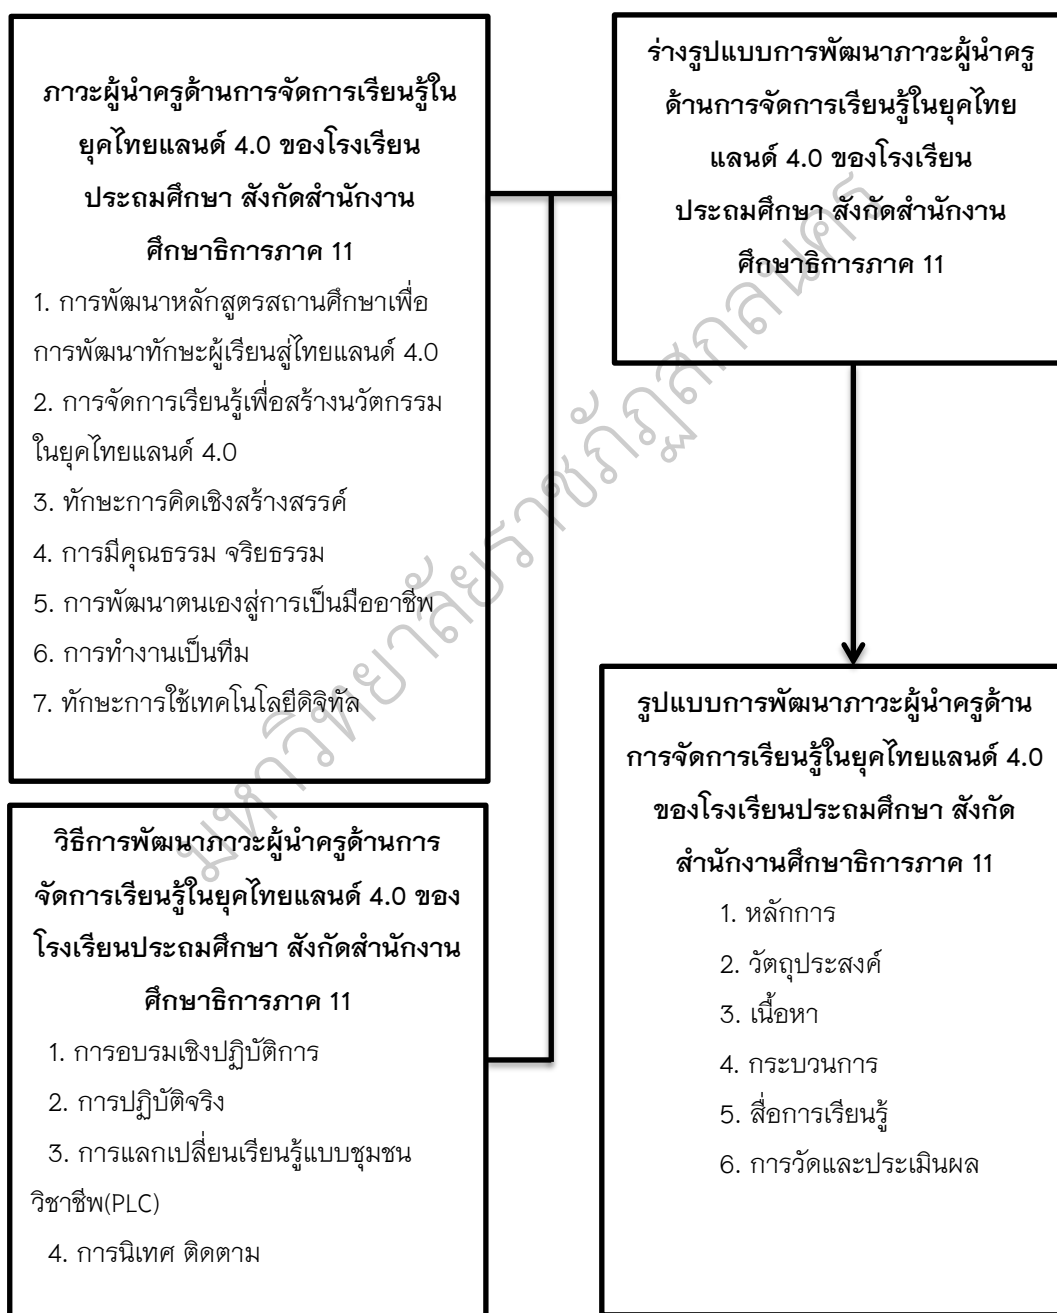 ภาวะผู้นำครูด้านการจัดการเรียนรู้ใน
ยุคไทยแลนด์ 4.0 ของโรงเรียน
ประถมศึกษา สังกัดสำนักงาน
ศึกษาธิการภาค 11
1. การพัฒนาหลักสูตรสถานศึกษาเพื่อ
การพัฒนาทักษะผู้เรียนสู่ไทยแลนด์ 4.0
2. การจัดการเรียนรู้เพื่อสร้างนวัตกรรม
ในยุคไทยแลนด์ 4.0
3. ทักษะการคิดเชิงสร้างสรรค์
4. การมีคุณธรรม จริยธรรม
5. การพัฒนาตนเองสู่การเป็นมืออาชีพ
6. การทำงานเป็นทีม
7. ทักษะการใช้เทคโนโลยีดิจิทัล
วิธีการพัฒนาภาวะผู้นำครูด้านการ
จัดการเรียนรู้ในยุคไทยแลนด์ 4.0 ของ
โรงเรียนประถมศึกษา สังกัดสำนักงาน
ศึกษาธิการภาค 11
1. การอบรมเชิงปฏิบัติการ
2. การปฏิบัติจริง
3. การแลกเปลี่ยนเรียนรู้แบบชุมชน
วิชาชีพ(PLC)
4. การนิเทศ ติดตาม
ร่างรูปแบบการพัฒนาภาวะผู้นำครู
ด้านการจัดการเรียนรู้ในยุคไทย
แลนด์ 4.0 ของโรงเรียน
ประถมศึกษา สังกัดสำนักงาน
ศึกษาธิการภาค 11
รูปแบบการพัฒนาภาวะผู้นำครูด้าน
การจัดการเรียนรู้ในยุคไทยแลนด์ 4.0
ของโรงเรียนประถมศึกษา สังกัด
สำนักงานศึกษาธิการภาค 11
1. หลักการ
2. วัตถุประสงค์
3. เนื้อหา
4. กระบวนการ
5. สื่อการเรียนรู้
6. การวัดและประเมินผล
มหาวิทยาลัยราชภัฏสกลนคร